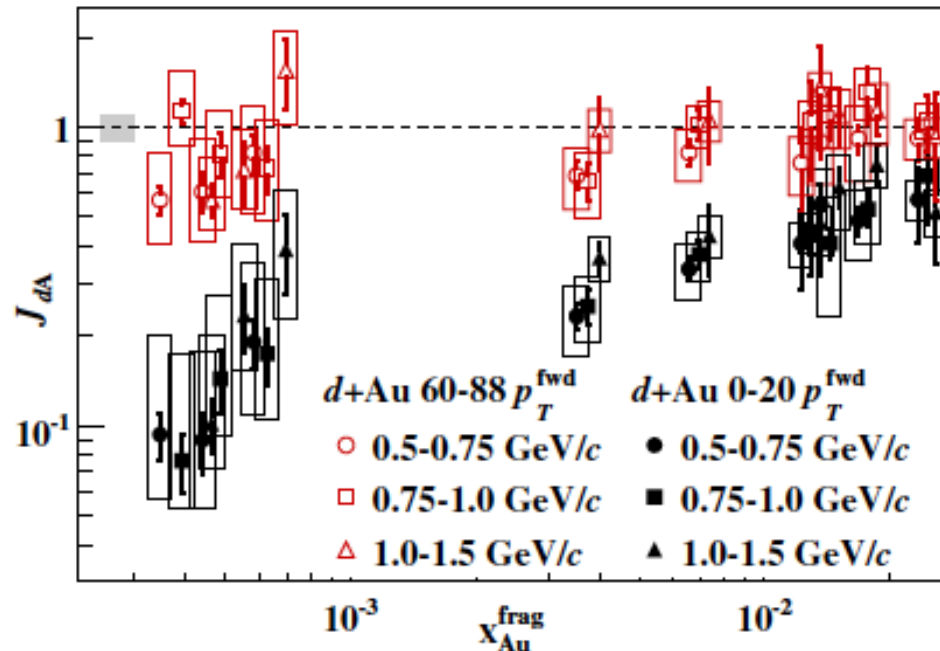 1
10⁻¹
J_dA
d+Au 60-88 p_T^fwd
0.5-0.75 GeV/c
0.75-1.0 GeV/c
1.0-1.5 GeV/c
d+Au 0-20 p_T^fwd
0.5-0.75 GeV/c
0.75-1.0 GeV/c
1.0-1.5 GeV/c
10⁻³
10⁻²
x_Au^frag